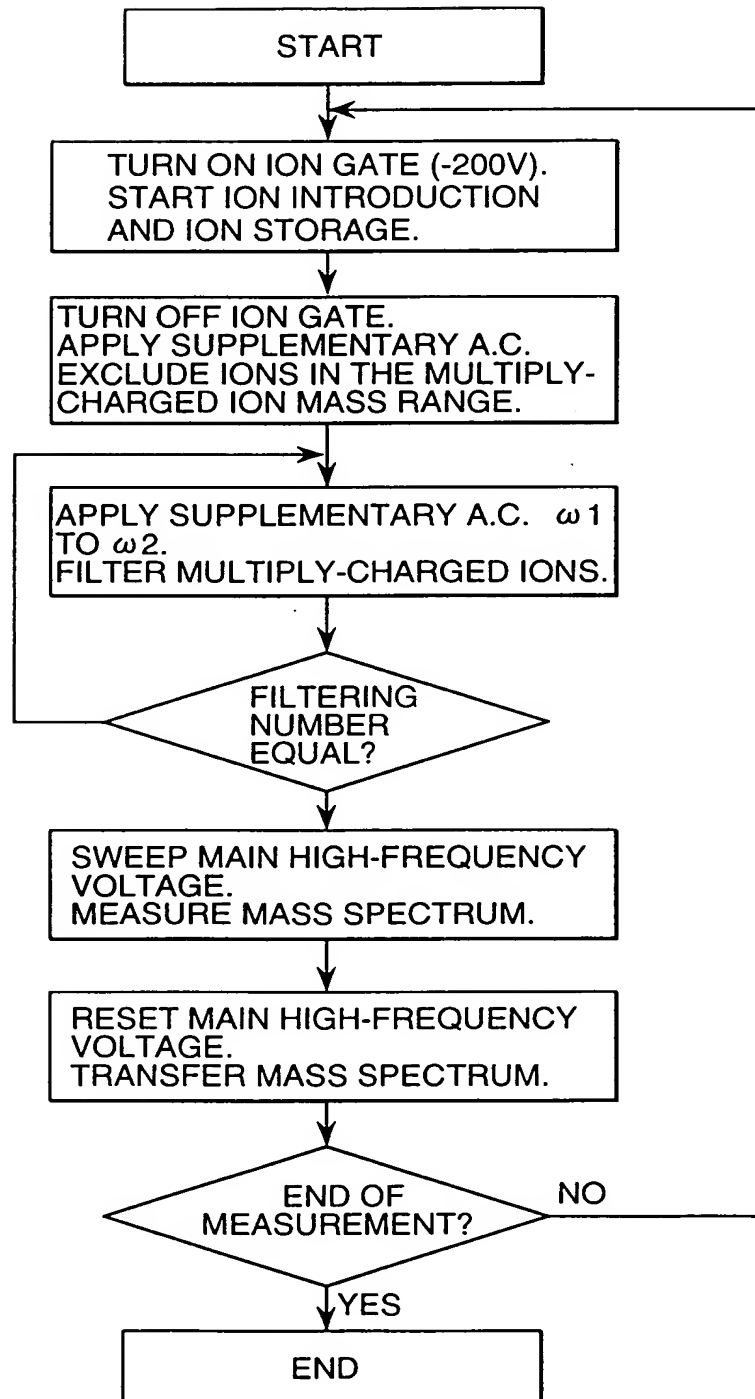 START
TURN ON ION GATE (-200V).
START ION INTRODUCTION
AND ION STORAGE.
TURN OFF ION GATE.
APPLY SUPPLEMENTARY A.C.
EXCLUDE IONS IN THE MULTIPLY-
CHARGED ION MASS RANGE.
APPLY SUPPLEMENTARY A.C. ω1
TO ω2.
FILTER MULTIPLY-CHARGED IONS.
FILTERING
NUMBER
EQUAL?
SWEEP MAIN HIGH-FREQUENCY
VOLTAGE.
MEASURE MASS SPECTRUM.
RESET MAIN HIGH-FREQUENCY
VOLTAGE.
TRANSFER MASS SPECTRUM.
END OF
MEASUREMENT?
NO
YES
END